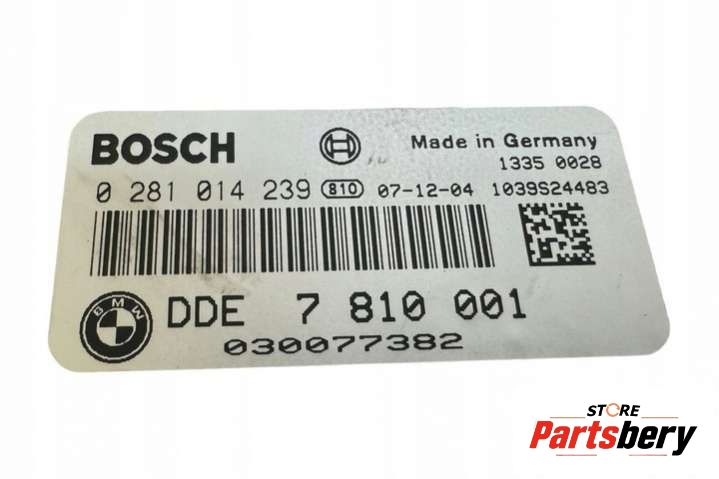 BOSCH
Made in Germany
1335 0028
0 281 014 239 810 07-12-04 1039S24483
BMW
DDE 7 810 001
030077382
STORE
Partsbery